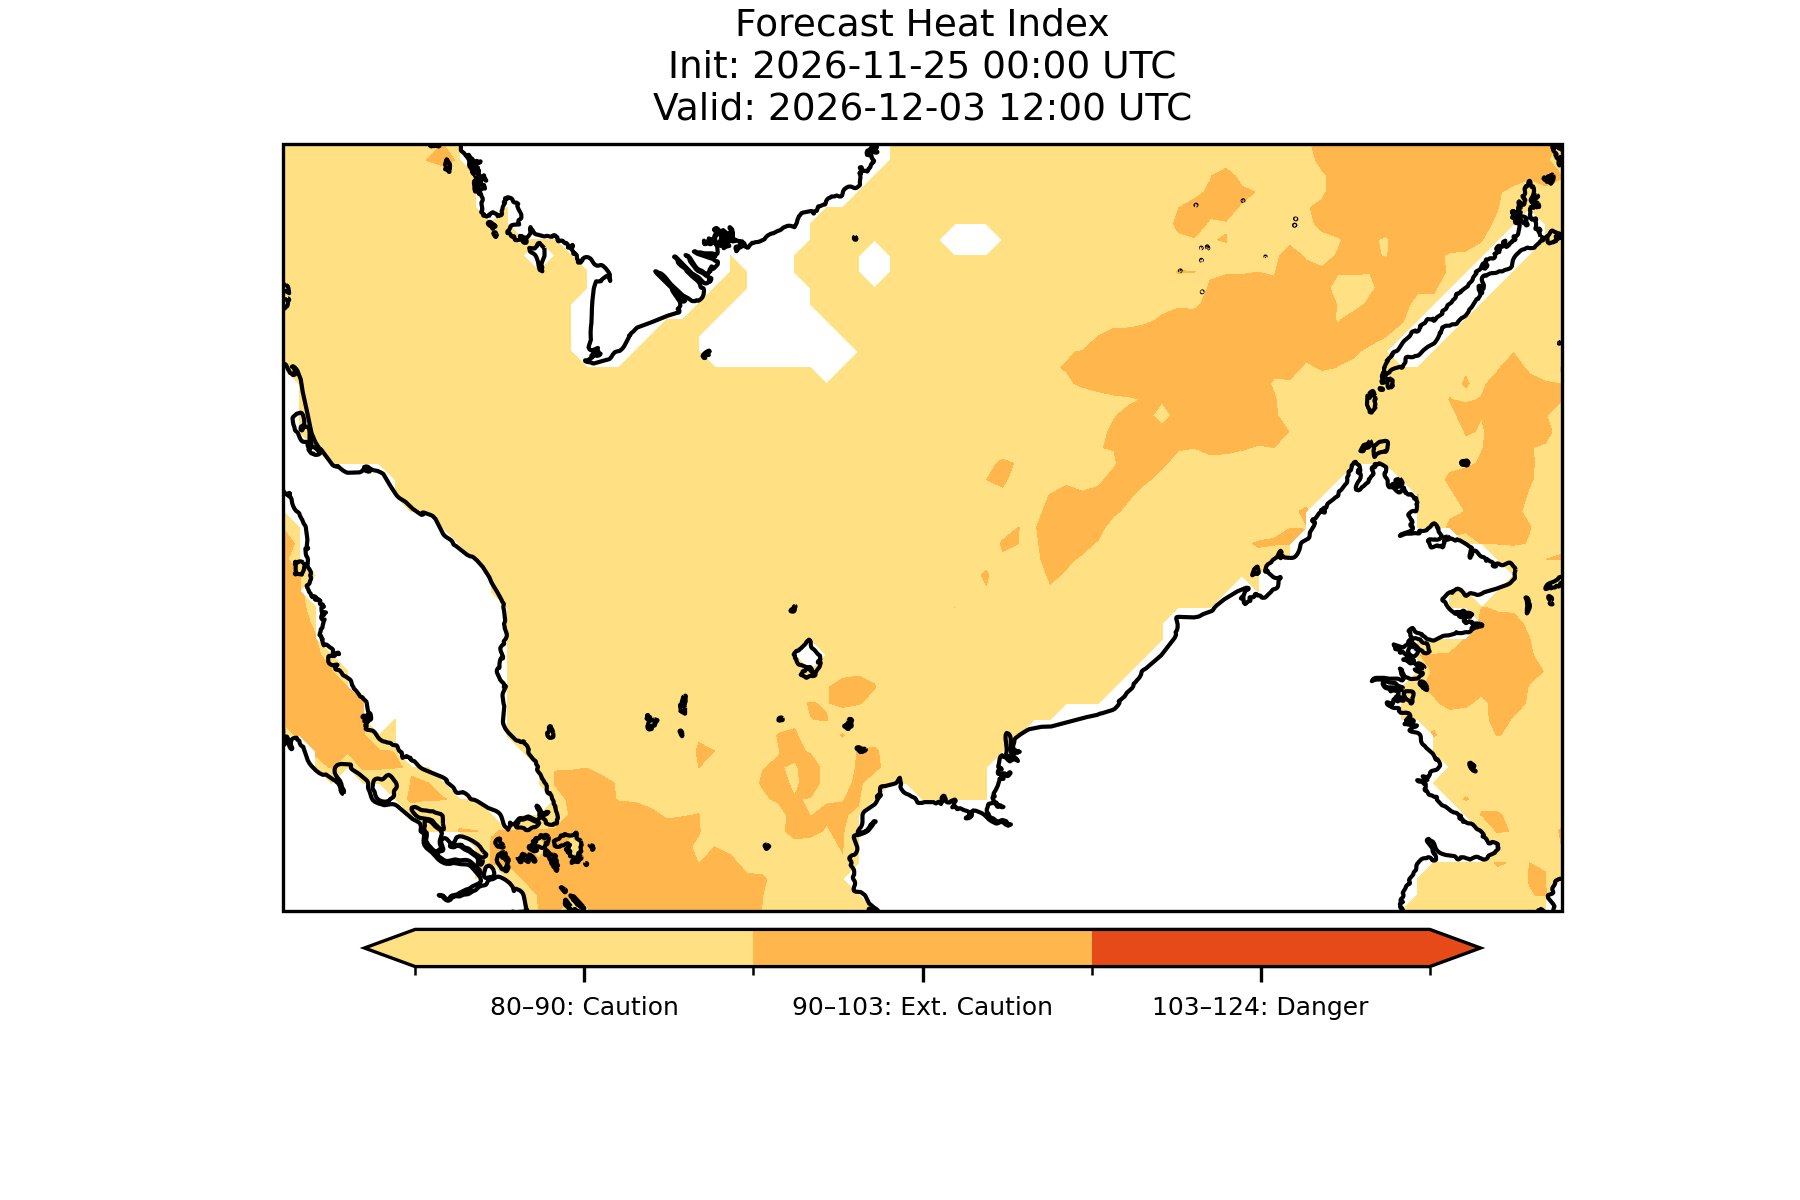 Forecast Heat Index
Init: 2026-11-25 00:00 UTC
Valid: 2026-12-03 12:00 UTC
80–90: Caution
90–103: Ext. Caution
103–124: Danger